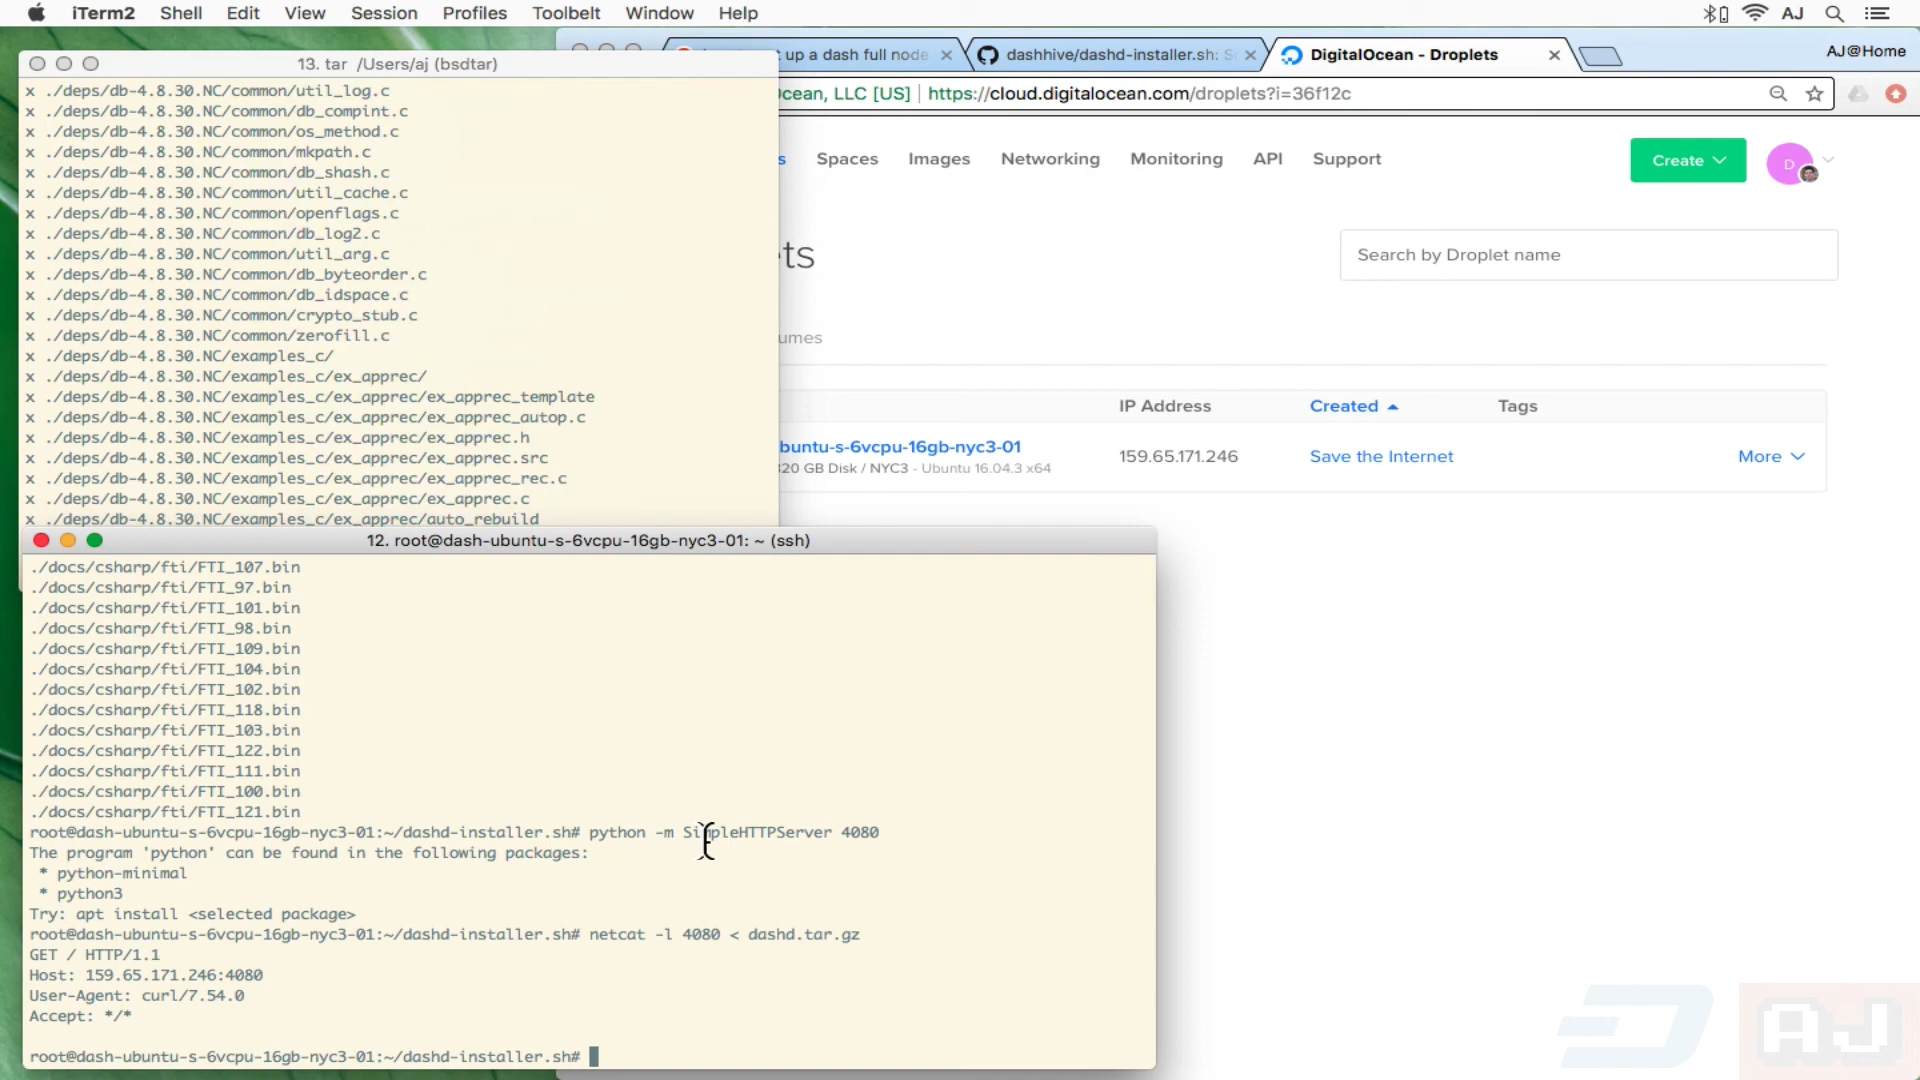 iTerm2 Shell Edit View Session Profiles Toolbelt Window Help AJ
up a dash full node dashhive/dashd-installer.sh: S DigitalOcean - Droplets AJ@Home
13. tar /Users/aj (bsdtar)
cean, LLC [US] https://cloud.digitalocean.com/droplets?i=36f12c
s Spaces Images Networking Monitoring API Support Create D
ts Search by Droplet name
umes
IP Address Created Tags
buntu-s-6vcpu-16gb-nyc3-01
320 GB Disk / NYC3 - Ubuntu 16.04.3 x64
159.65.171.246 Save the Internet More
x ./deps/db-4.8.30.NC/common/util_log.c
x ./deps/db-4.8.30.NC/common/db_compint.c
x ./deps/db-4.8.30.NC/common/os_method.c
x ./deps/db-4.8.30.NC/common/mkpath.c
x ./deps/db-4.8.30.NC/common/db_shash.c
x ./deps/db-4.8.30.NC/common/util_cache.c
x ./deps/db-4.8.30.NC/common/openflags.c
x ./deps/db-4.8.30.NC/common/db_log2.c
x ./deps/db-4.8.30.NC/common/util_arg.c
x ./deps/db-4.8.30.NC/common/db_byteorder.c
x ./deps/db-4.8.30.NC/common/db_idspace.c
x ./deps/db-4.8.30.NC/common/crypto_stub.c
x ./deps/db-4.8.30.NC/common/zerofill.c
x ./deps/db-4.8.30.NC/examples_c/
x ./deps/db-4.8.30.NC/examples_c/ex_apprec/
x ./deps/db-4.8.30.NC/examples_c/ex_apprec/ex_apprec_template
x ./deps/db-4.8.30.NC/examples_c/ex_apprec/ex_apprec_autop.c
x ./deps/db-4.8.30.NC/examples_c/ex_apprec/ex_apprec.h
x ./deps/db-4.8.30.NC/examples_c/ex_apprec/ex_apprec.src
x ./deps/db-4.8.30.NC/examples_c/ex_apprec/ex_apprec_rec.c
x ./deps/db-4.8.30.NC/examples_c/ex_apprec/ex_apprec.c
x ./deps/db-4.8.30.NC/examples_c/ex_apprec/auto_rebuild
12. root@dash-ubuntu-s-6vcpu-16gb-nyc3-01: ~ (ssh)
./docs/csharp/fti/FTI_107.bin
./docs/csharp/fti/FTI_97.bin
./docs/csharp/fti/FTI_101.bin
./docs/csharp/fti/FTI_98.bin
./docs/csharp/fti/FTI_109.bin
./docs/csharp/fti/FTI_104.bin
./docs/csharp/fti/FTI_102.bin
./docs/csharp/fti/FTI_118.bin
./docs/csharp/fti/FTI_103.bin
./docs/csharp/fti/FTI_122.bin
./docs/csharp/fti/FTI_111.bin
./docs/csharp/fti/FTI_100.bin
./docs/csharp/fti/FTI_121.bin
root@dash-ubuntu-s-6vcpu-16gb-nyc3-01:~/dashd-installer.sh# python -m SimpleHTTPServer 4080
The program 'python' can be found in the following packages:
* python-minimal
* python3
Try: apt install <selected package>
root@dash-ubuntu-s-6vcpu-16gb-nyc3-01:~/dashd-installer.sh# netcat -l 4080 < dashd.tar.gz
GET / HTTP/1.1
Host: 159.65.171.246:4080
User-Agent: curl/7.54.0
Accept: */*
root@dash-ubuntu-s-6vcpu-16gb-nyc3-01:~/dashd-installer.sh#
AJ